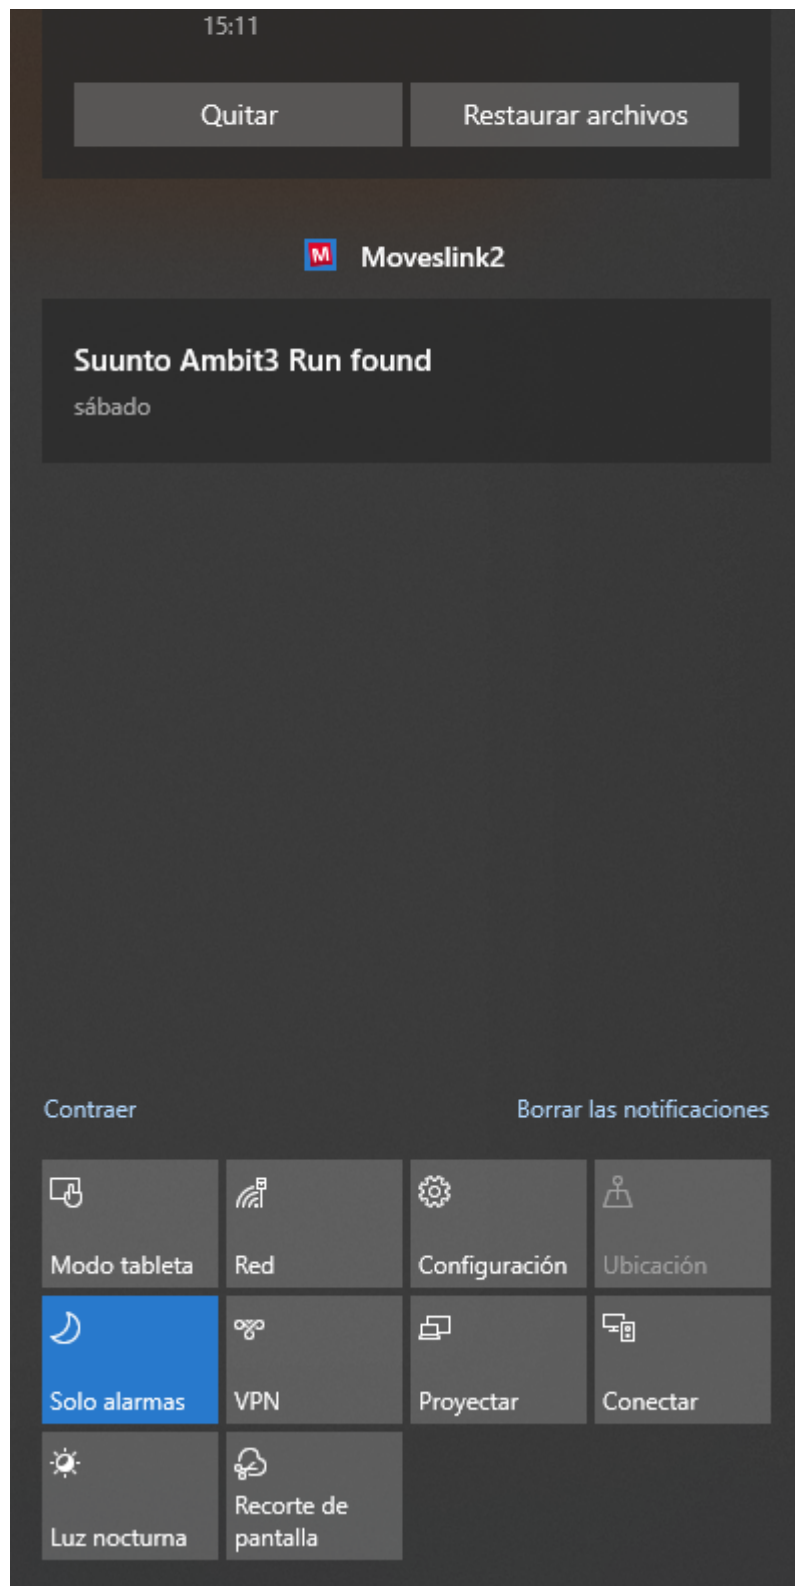 15:11
Quitar
Restaurar archivos
Moveslink2
Suunto Ambit3 Run found
sábado
Contraer
Borrar las notificaciones
Modo tableta
Red
Configuración
Ubicación
Solo alarmas
VPN
Proyectar
Conectar
Luz nocturna
Recorte de
pantalla